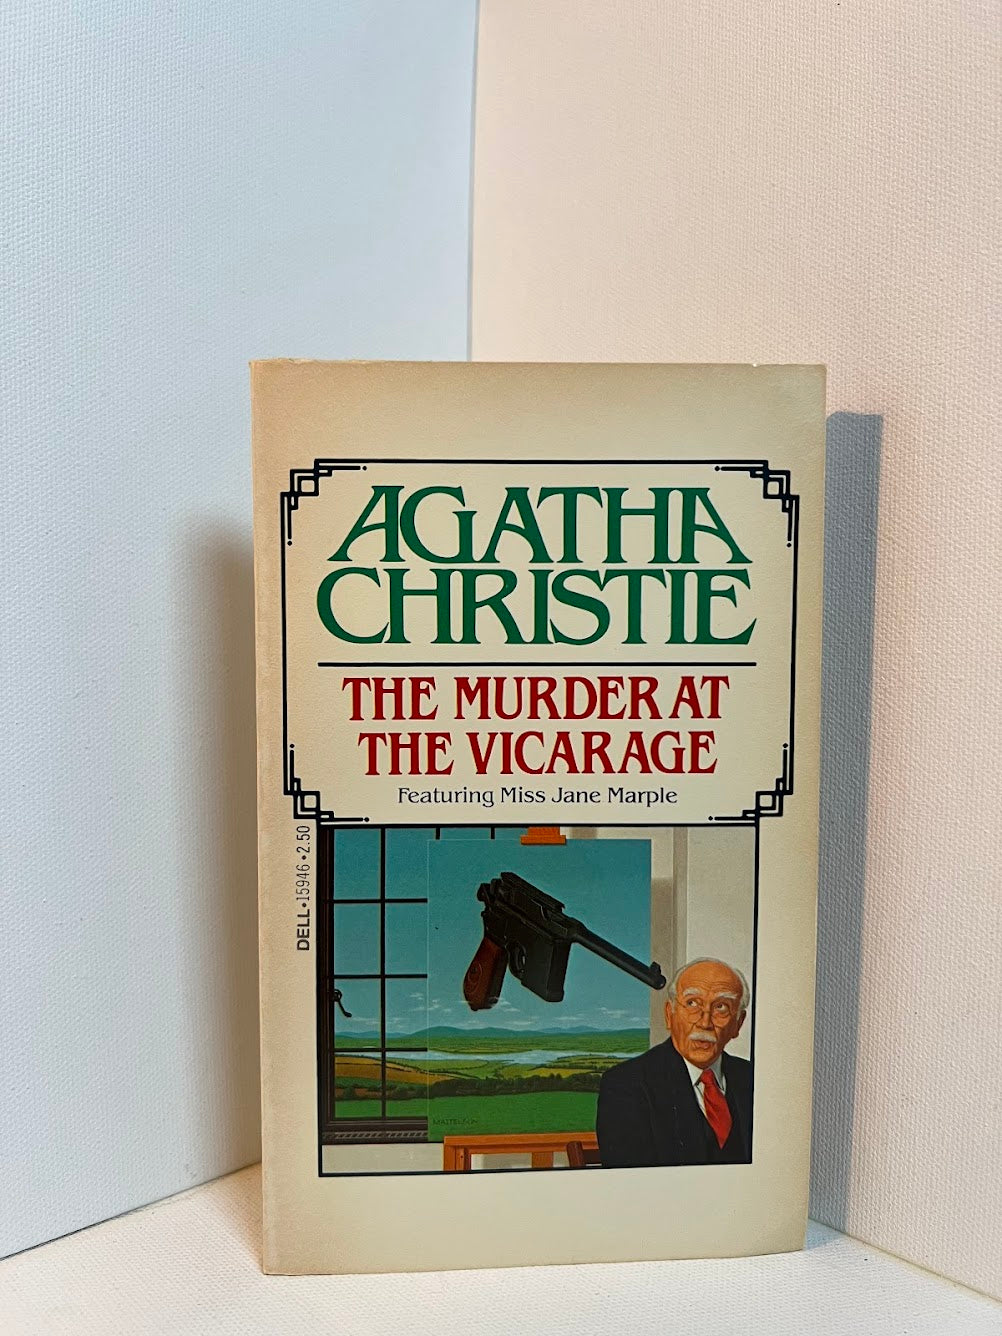 AGATHA
CHRISTIE
THE MURDER AT
THE VICARAGE
Featuring Miss Jane Marple
DELL • 15946 • 2.50